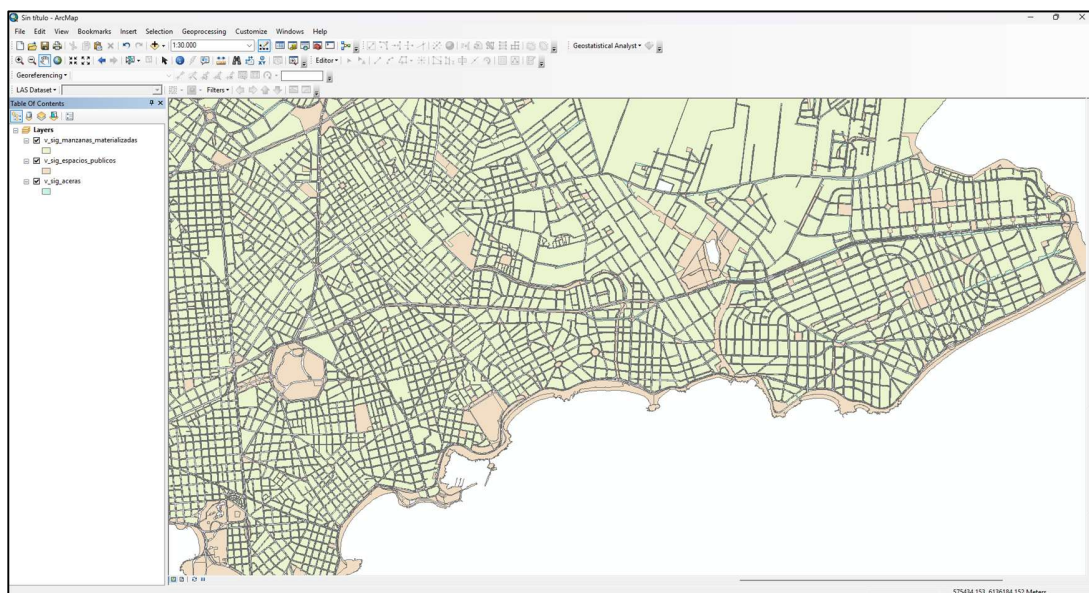 Sin título - ArcMap
File Edit View Bookmarks Insert Selection Geoprocessing Customize Windows Help
1:30.000 Geostatistical Analyst
Editor
Georeferencing
LAS Dataset Filters
Table Of Contents
Layers
v_sig_manzanas_materializadas
v_sig_espacios_publicos
v_sig_aceras
575434,153 6136184,152 Meters